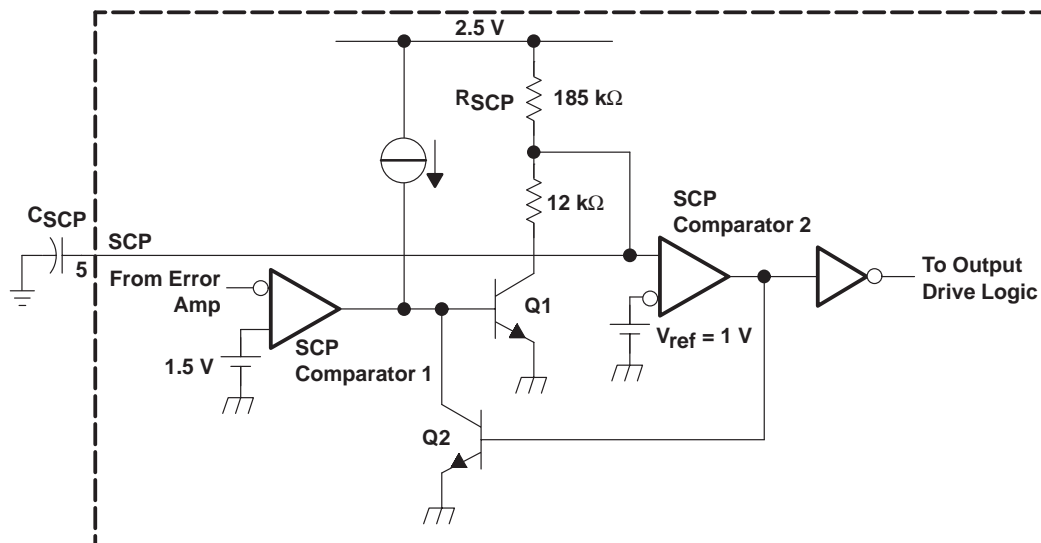 2.5 V
RSCP
185 kΩ
12 kΩ
CSCP
SCP
5
From Error
Amp
1.5 V
SCP
Comparator 1
Q1
Q2
SCP
Comparator 2
Vref = 1 V
To Output
Drive Logic